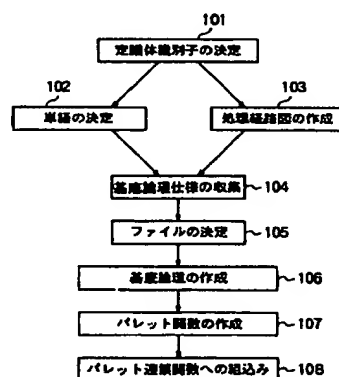 101
定義体識別子の決定
102
単語の決定
103
処理経路図の作成
基底論理仕様の収集
104
ファイルの決定
105
基底論理の作成
106
パレット関数の作成
107
パレット連鎖関数への組込み
108